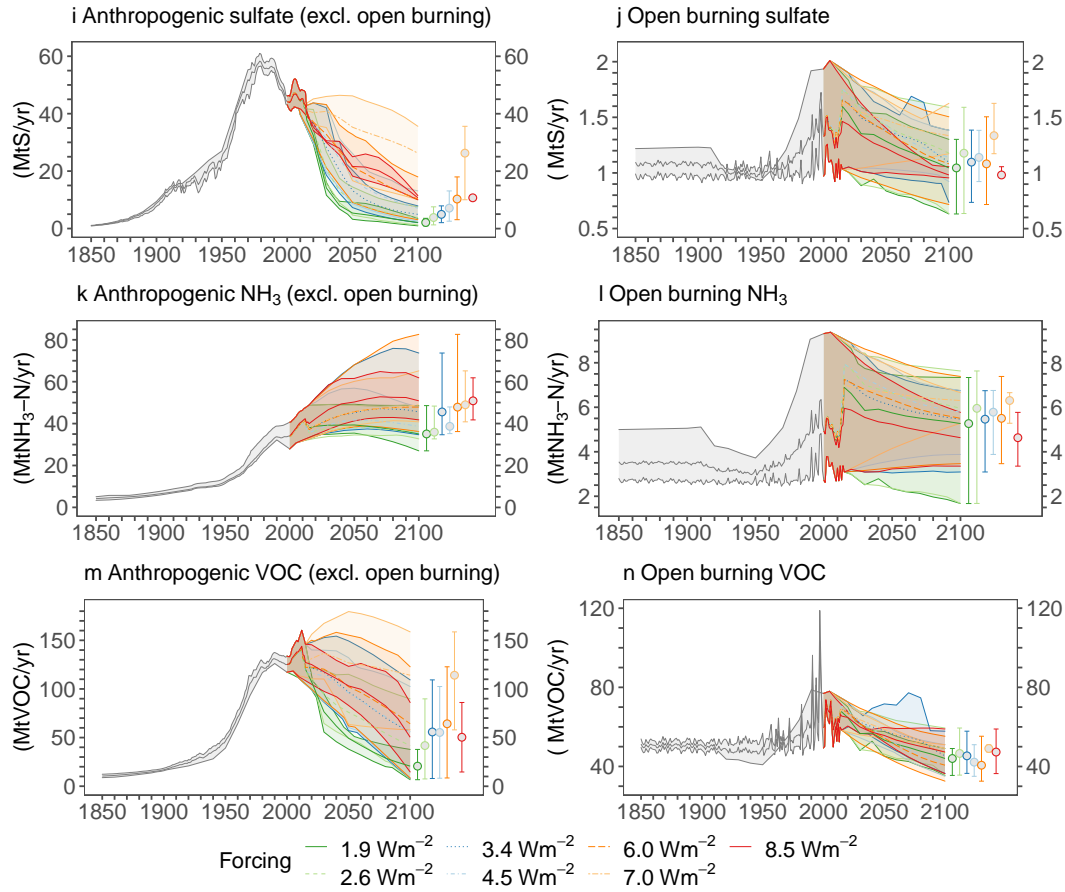 i Anthropogenic sulfate (excl. open burning)
60 40 20 0
(MtS/yr)
60 40 20 0
1850 1900 1950 2000 2050 2100
j Open burning sulfate
2 1.5 1 0.5
(MtS/yr)
2 1.5 1 0.5
1850 1900 1950 2000 2050 2100
k Anthropogenic NH₃ (excl. open burning)
80 60 40 20 0
(MtNH₃−N/yr)
80 60 40 20 0
1850 1900 1950 2000 2050 2100
l Open burning NH₃
8 6 4 2
(MtNH₃−N/yr)
8 6 4 2
1850 1900 1950 2000 2050 2100
m Anthropogenic VOC (excl. open burning)
150 100 50 0
(MtVOC/yr)
150 100 50 0
1850 1900 1950 2000 2050 2100
n Open burning VOC
120 80 40
( MtVOC/yr)
120 80 40
1850 1900 1950 2000 2050 2100
Forcing
1.9 Wm⁻² 3.4 Wm⁻² 6.0 Wm⁻² 8.5 Wm⁻²
2.6 Wm⁻² 4.5 Wm⁻² 7.0 Wm⁻²